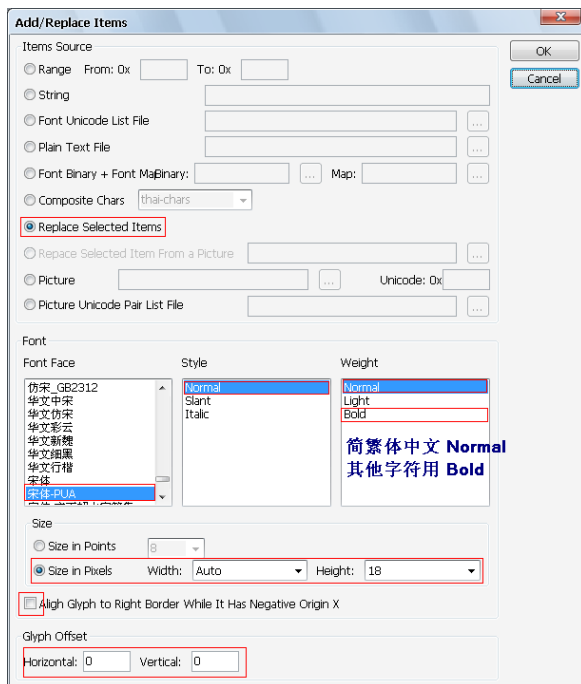 Add/Replace Items
Items Source
OK
Range From: 0x To: 0x
Cancel
String
Font Unicode List File ...
Plain Text File ...
Font Binary + Font MapBinary: ... Map: ...
Composite Chars thai-chars
Replace Selected Items
Repace Selected Item From a Picture ...
Picture ... Unicode: 0x
Picture Unicode Pair List File ...
Font
Font Face Style Weight
仿宋_GB2312 Normal Normal
华文中宋 Slant Light
华文仿宋 Italic Bold
华文彩云
华文新魏
华文细黑
华文行楷
宋体
宋体-PUA
简繁体中文 Normal
其他字符用 Bold
Size
Size in Points 8
Size in Pixels Width: Auto Height: 18
Aligh Glyph to Right Border While It Has Negative Origin X
Glyph Offset
Horizontal: 0 Vertical: 0